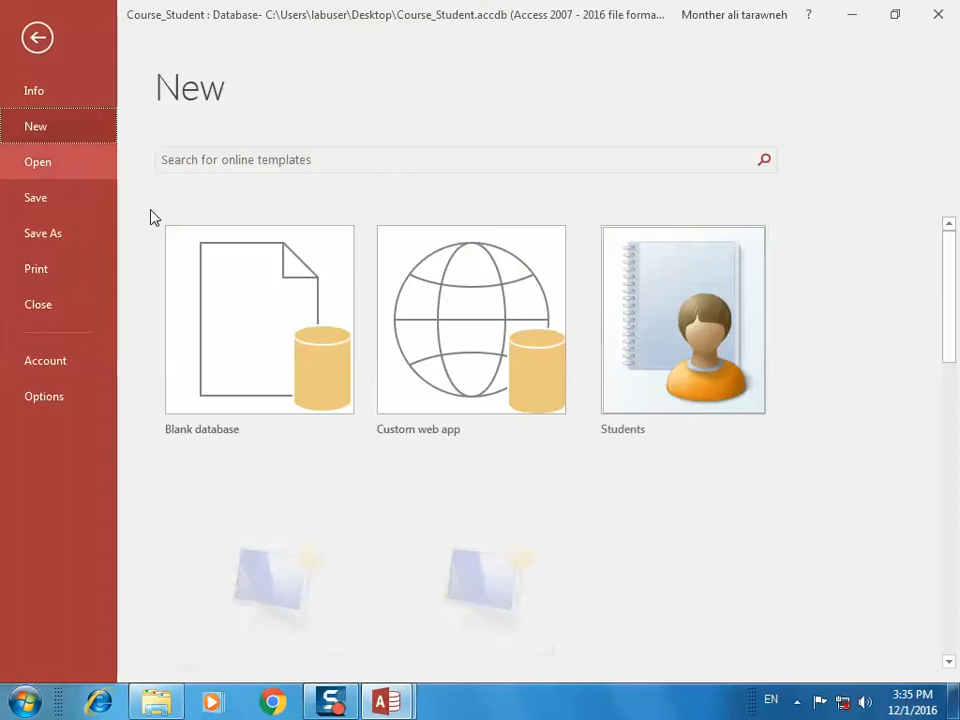 Course_Student : Database- C:\Users\labuser\Desktop\Course_Student.accdb (Access 2007 - 2016 file forma...
Monther ali tarawneh
?
Info
New
Open
Save
Save As
Print
Close
Account
Options
New
Search for online templates
Blank database
Custom web app
Students
EN
3:35 PM
12/1/2016